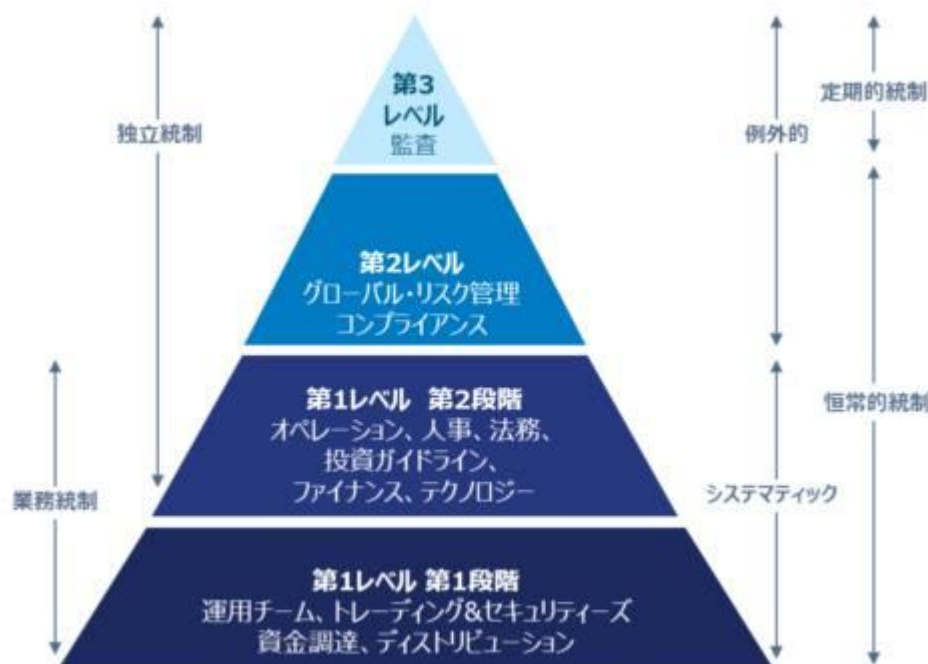 第3
レベル
監査
独立統制
例外的
定期的統制
第2レベル
グローバル・リスク管理
コンプライアンス
第1レベル 第2段階
オペレーション、人事、法務、
投資ガイドライン、
ファイナンス、テクノロジー
恒常的統制
業務統制
システマティック
第1レベル 第1段階
運用チーム、トレーディング&セキュリティーズ
資金調達、ディストリビューション